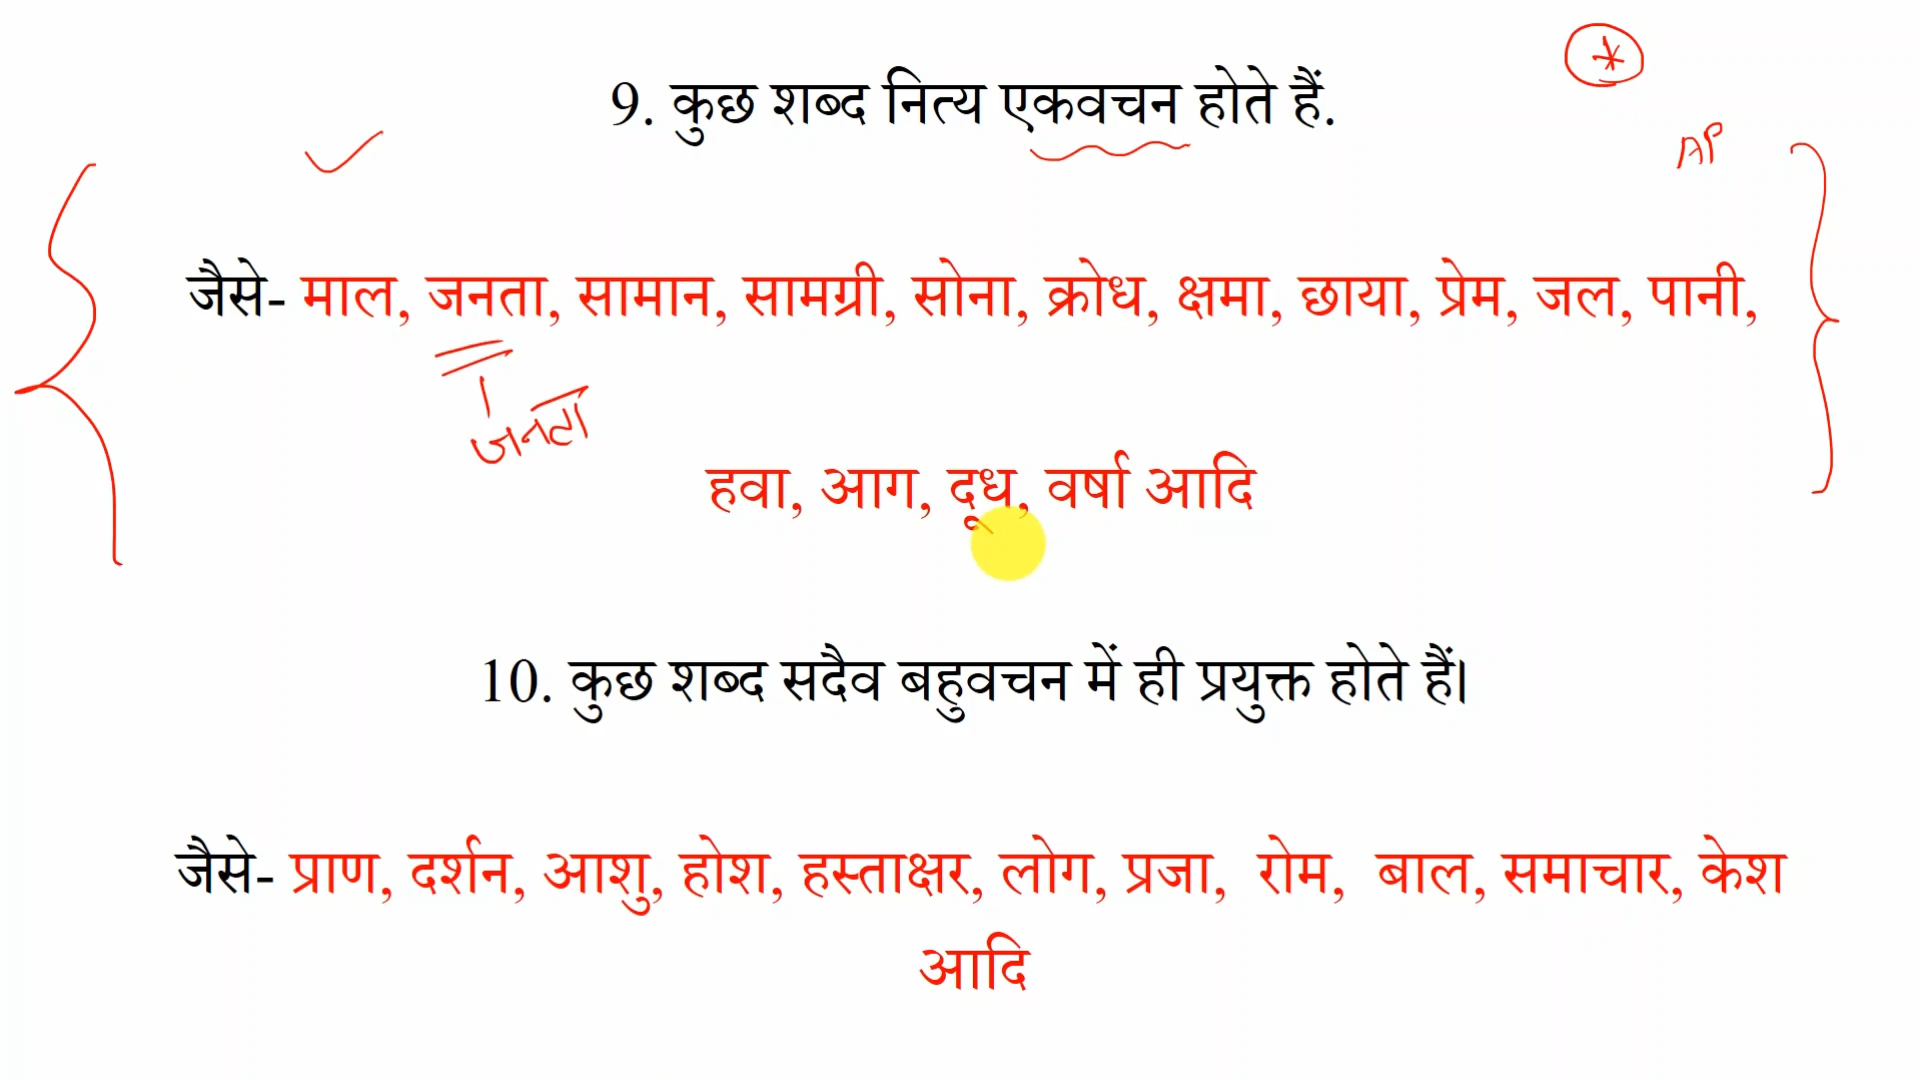 9. कुछ शब्द नित्य एकवचन होते हैं.
AP
जैसे- माल, जनता, सामान, सामग्री, सोना, क्रोध, क्षमा, छाया, प्रेम, जल, पानी,
जनता
हवा, आग, दूध, वर्षा आदि
10. कुछ शब्द सदैव बहुवचन में ही प्रयुक्त होते हैं।
जैसे- प्राण, दर्शन, आशु, होश, हस्ताक्षर, लोग, प्रजा, रोम, बाल, समाचार, केश
आदि